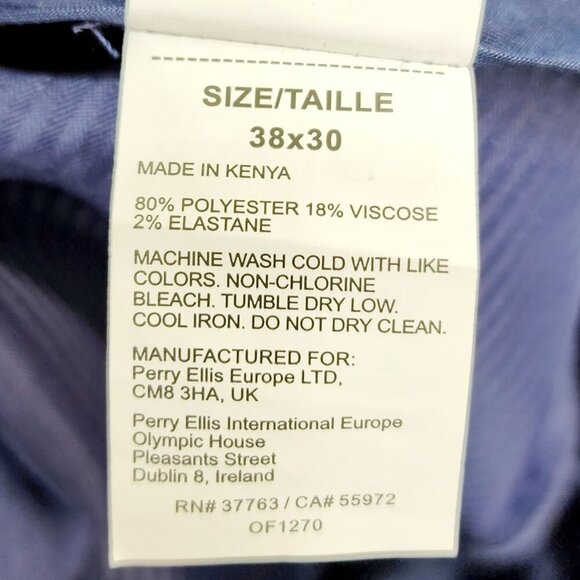 SIZE/TAILLE
38x30
MADE IN KENYA
80% POLYESTER 18% VISCOSE
2% ELASTANE
MACHINE WASH COLD WITH LIKE
COLORS. NON-CHLORINE
BLEACH. TUMBLE DRY LOW.
COOL IRON. DO NOT DRY CLEAN.
MANUFACTURED FOR:
Perry Ellis Europe LTD,
CM8 3HA, UK
Perry Ellis International Europe
Olympic House
Pleasants Street
Dublin 8, Ireland
RN# 37763 / CA# 55972
OF1270